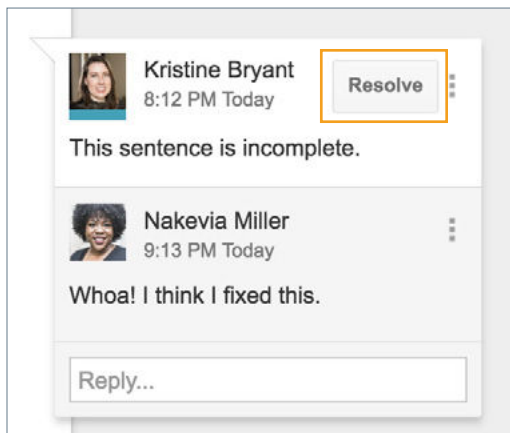 Kristine Bryant
Resolve
8:12 PM Today
This sentence is incomplete.
Nakevia Miller
9:13 PM Today
Whoa! I think I fixed this.
Reply...